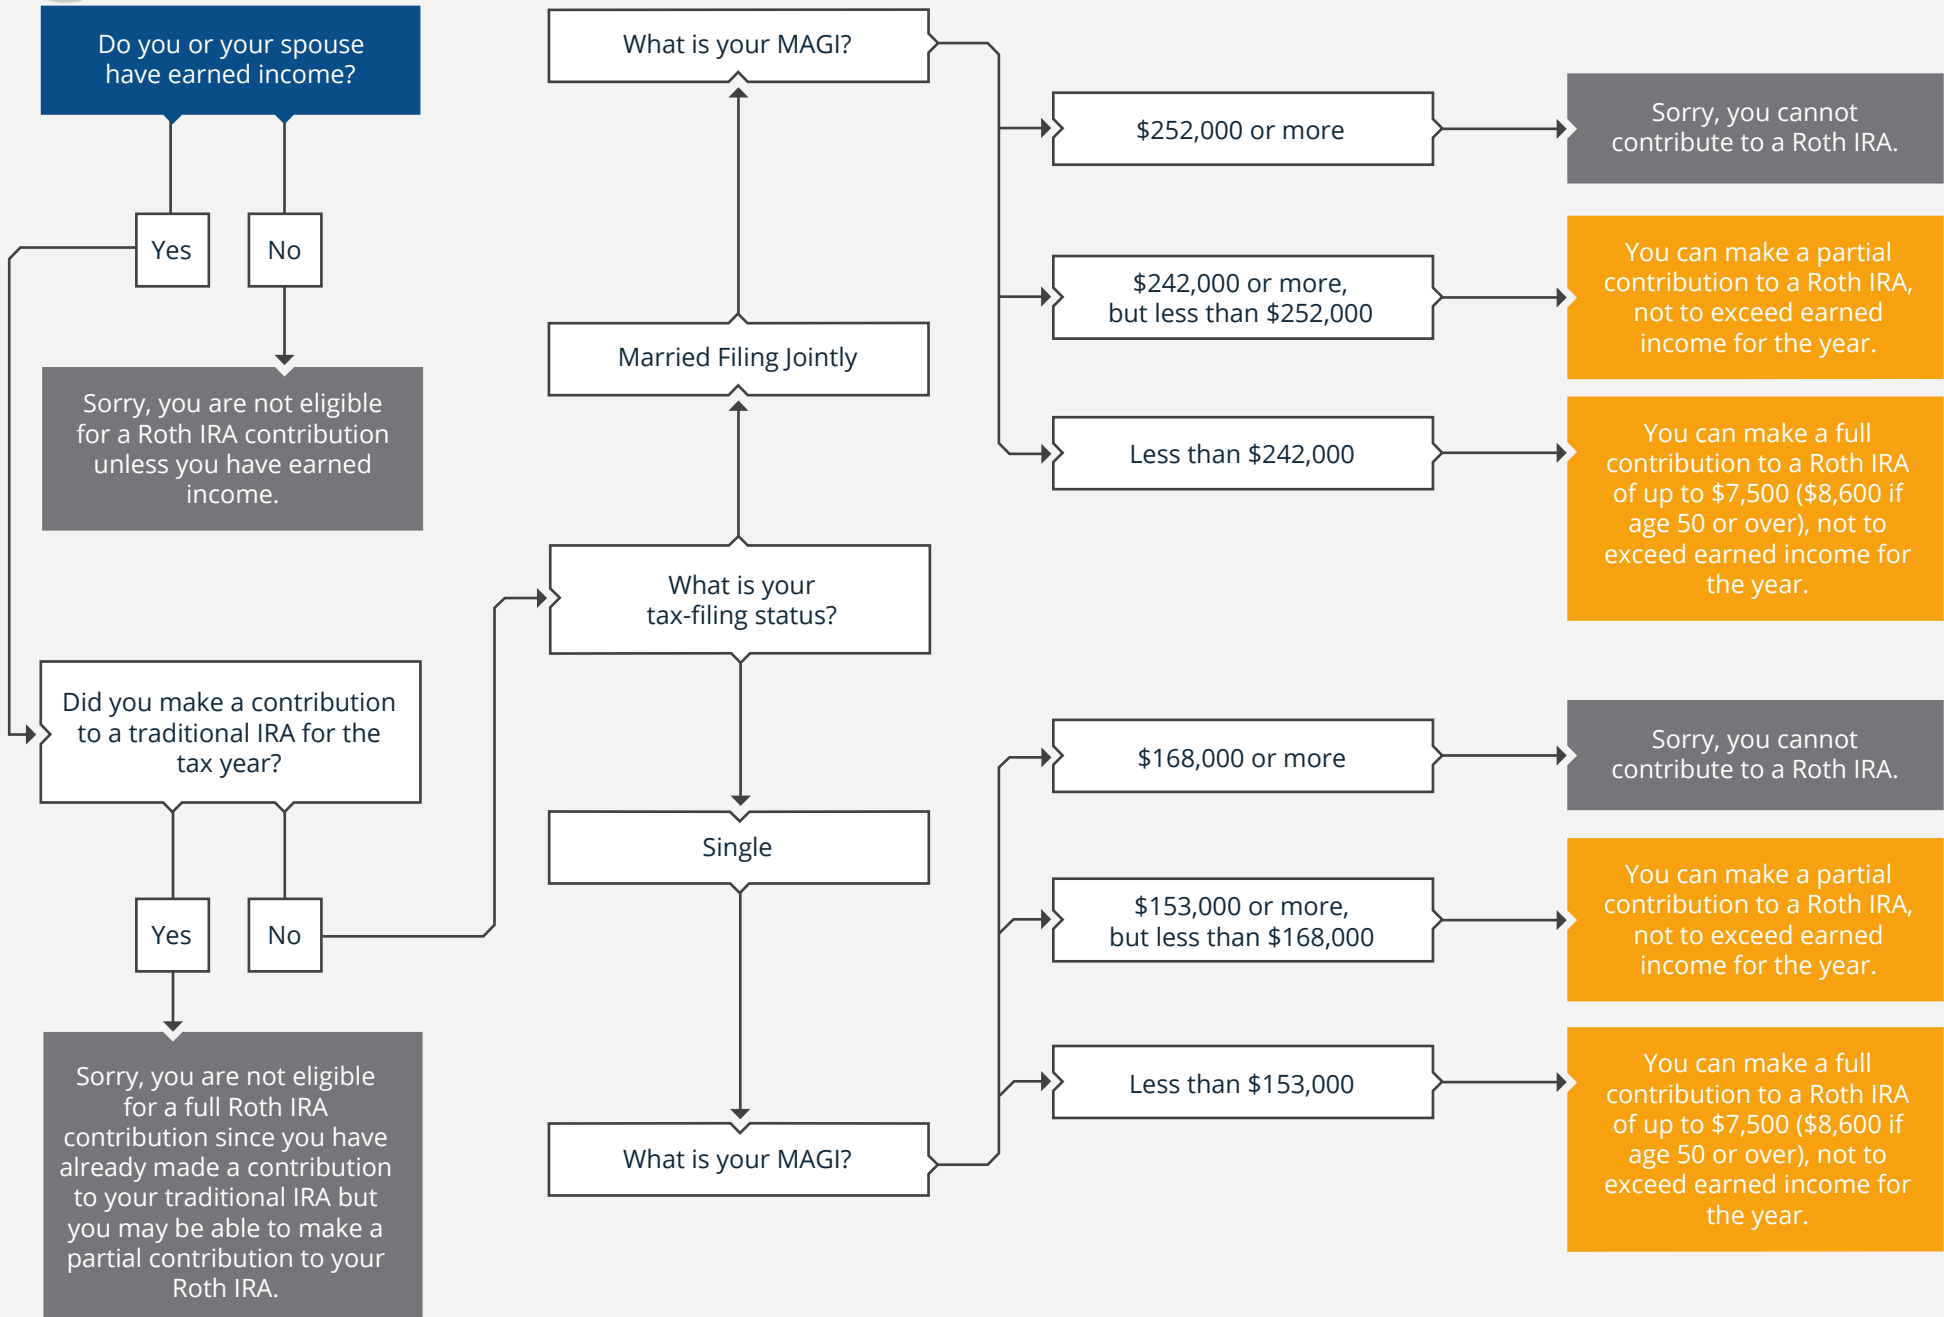 Do you or your spouse
have earned income?
Yes
No
Sorry, you are not eligible
for a Roth IRA contribution
unless you have earned
income.
Did you make a contribution
to a traditional IRA for the
tax year?
Yes
No
Sorry, you are not eligible
for a full Roth IRA
contribution since you have
already made a contribution
to your traditional IRA but
you may be able to make a
partial contribution to your
Roth IRA.
What is your
tax-filing status?
Married Filing Jointly
What is your MAGI?
$252,000 or more
Sorry, you cannot
contribute to a Roth IRA.
$242,000 or more,
but less than $252,000
You can make a partial
contribution to a Roth IRA,
not to exceed earned
income for the year.
Less than $242,000
You can make a full
contribution to a Roth IRA
of up to $7,500 ($8,600 if
age 50 or over), not to
exceed earned income for
the year.
Single
What is your MAGI?
$168,000 or more
Sorry, you cannot
contribute to a Roth IRA.
$153,000 or more,
but less than $168,000
You can make a partial
contribution to a Roth IRA,
not to exceed earned
income for the year.
Less than $153,000
You can make a full
contribution to a Roth IRA
of up to $7,500 ($8,600 if
age 50 or over), not to
exceed earned income for
the year.